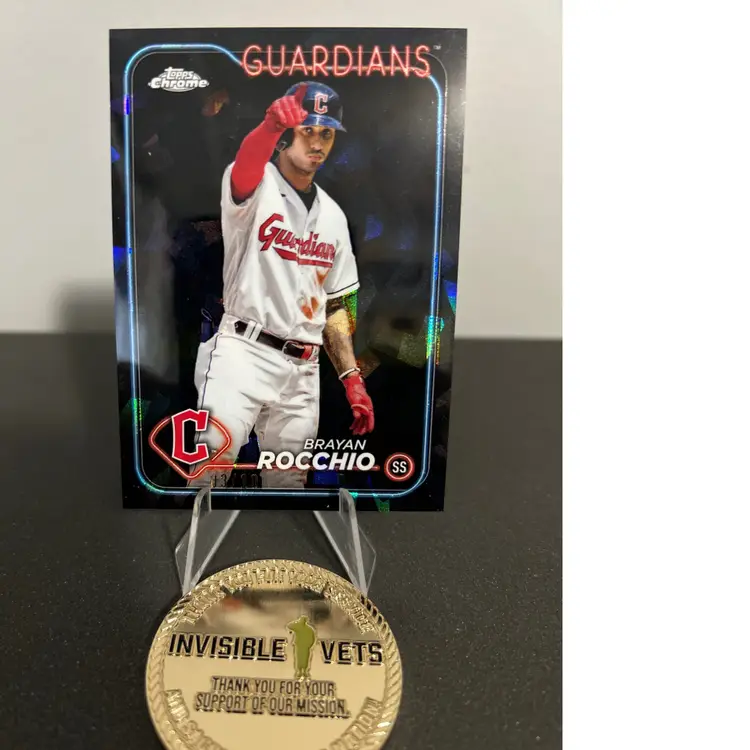 GUARDIANS
Topps
Chrome
C
Guardians
C
BRAYAN
ROCCHIO
SS
INVISIBLE VETS
THANK YOU FOR YOUR
SUPPORT OF OUR MISSION.